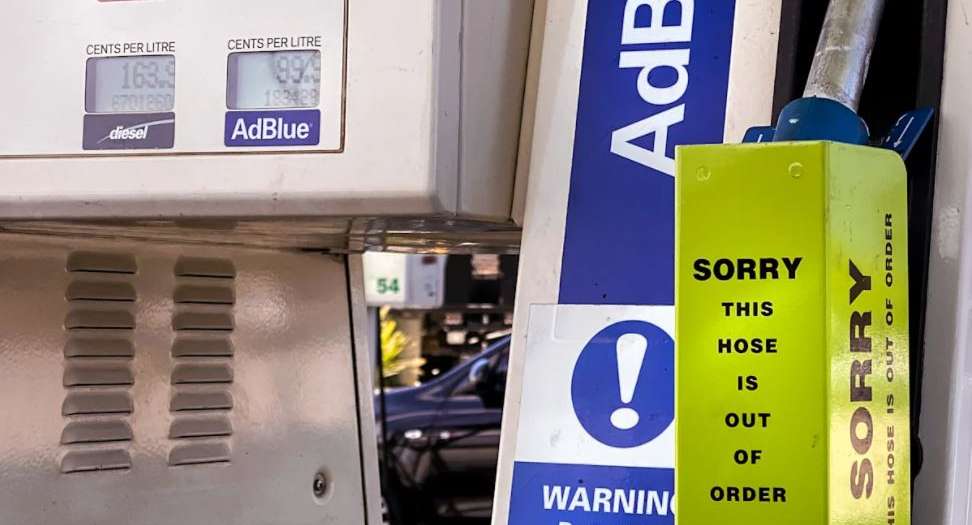 CENTS PER LITRE
CENTS PER LITRE
163.9
99.9
diesel
AdBlue
AdB
54
WARNING
SORRY
THIS
HOSE
IS
OUT
OF
ORDER
SORRY
THIS HOSE IS OUT OF ORDER